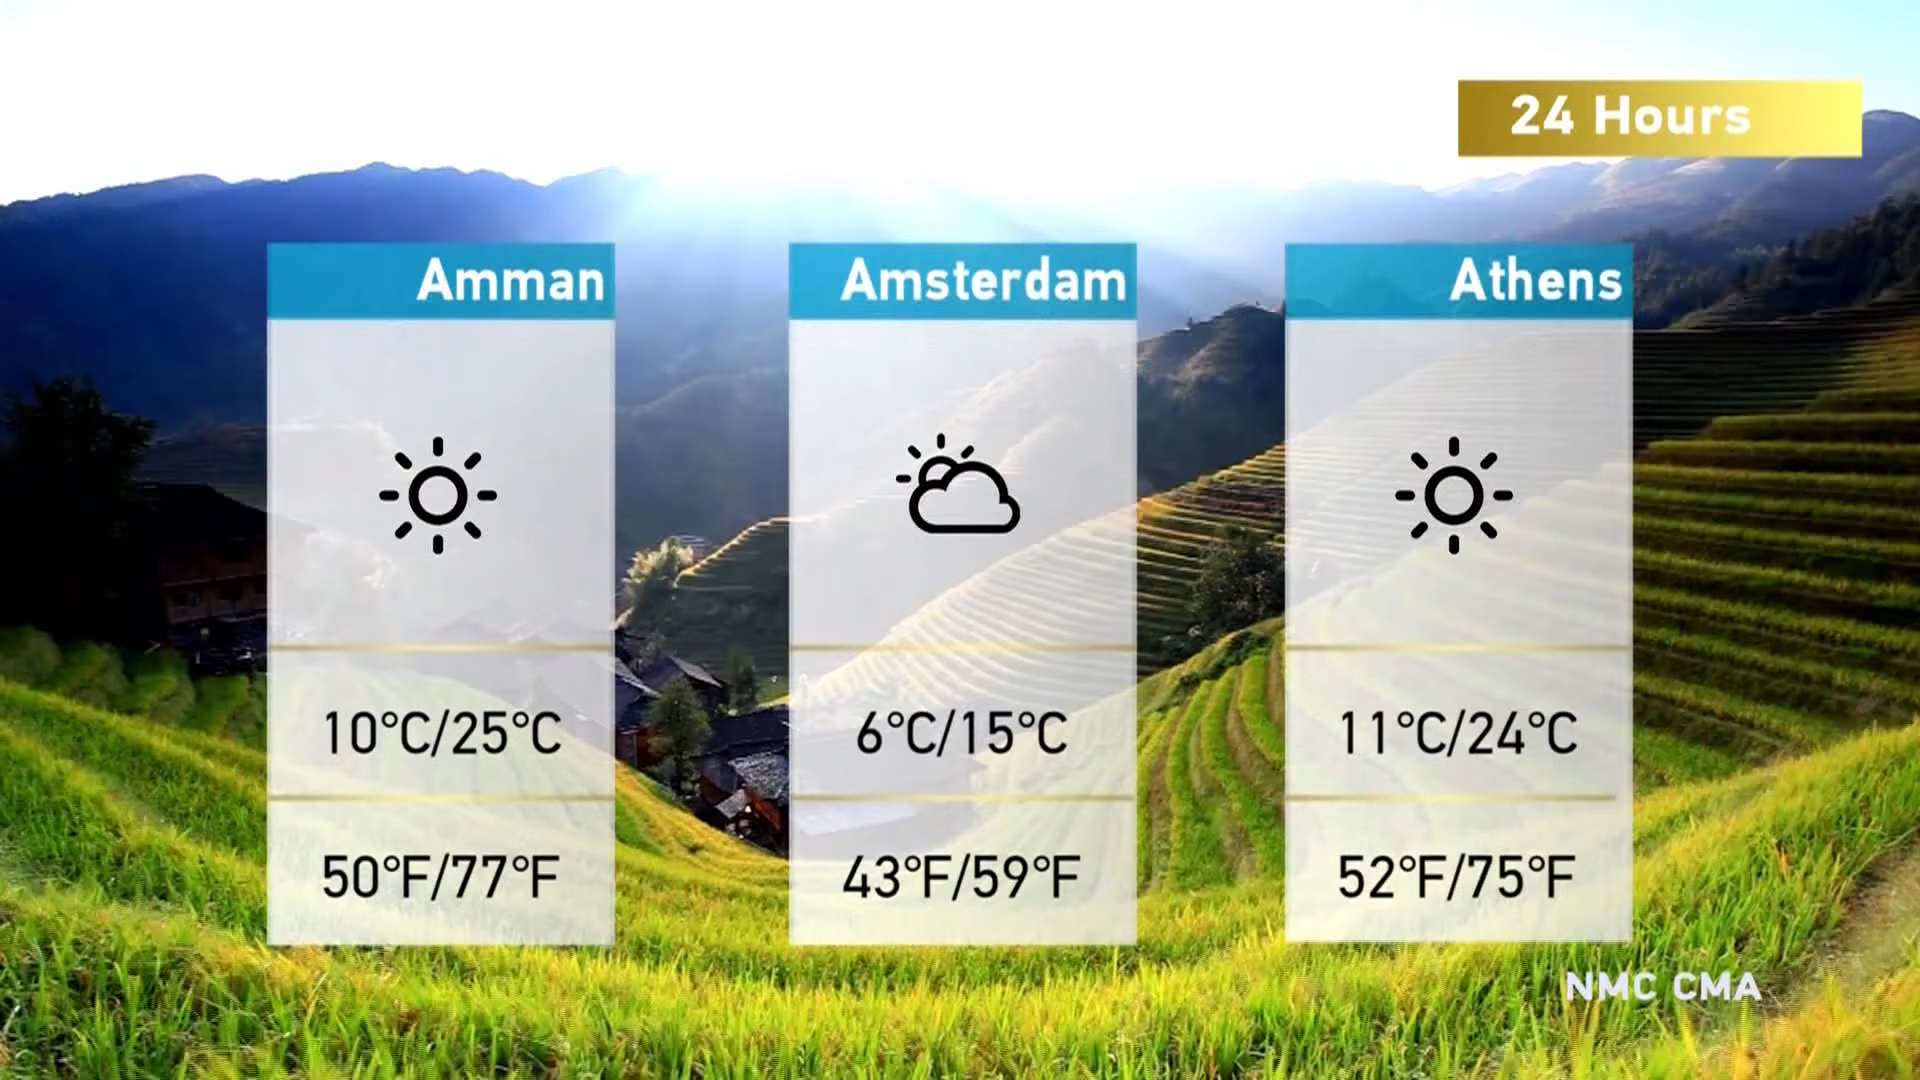 24 Hours
Amman
10°C/25°C
50°F/77°F
Amsterdam
6°C/15°C
43°F/59°F
Athens
11°C/24°C
52°F/75°F
NMC CMA